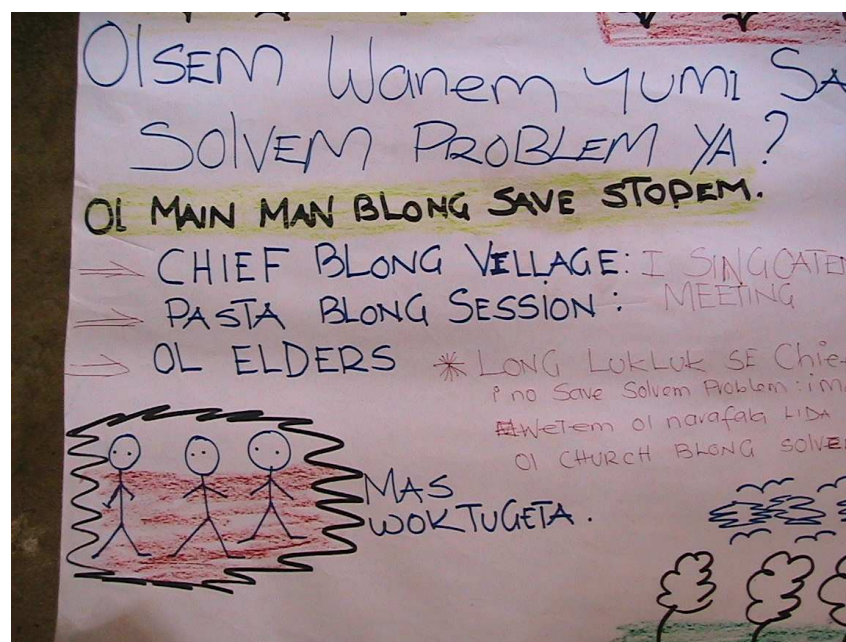 OlSEM Wanem YUMI SA
SOlVEM PROBLEM YA?
Ol MAIN MAN BLONG SAVE STOPEM.
CHIEF BLONG VILLAGE: I SINGOATEM
PASTA BLONG SESSION: MEETING
OL ELDERS * LONG LUKLUK SE Chie
i no Save Solvem Problem: im
Wetem ol narafala LIDA
Ol CHURCH BLONG SOLVE
MAS
WOKTUGETA.